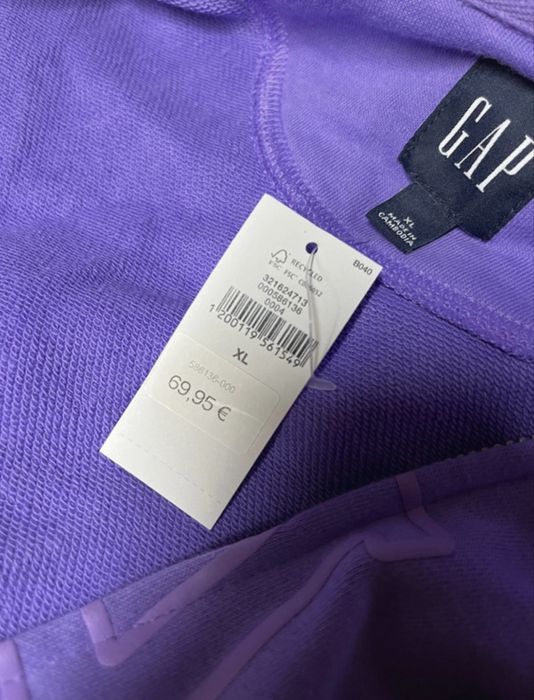 GAP
XL
MADE IN
CAMBODIA
B040
RECYCLED
321624713
000586136
0004
1 200119 561549
XL
586136-000
69,95 €